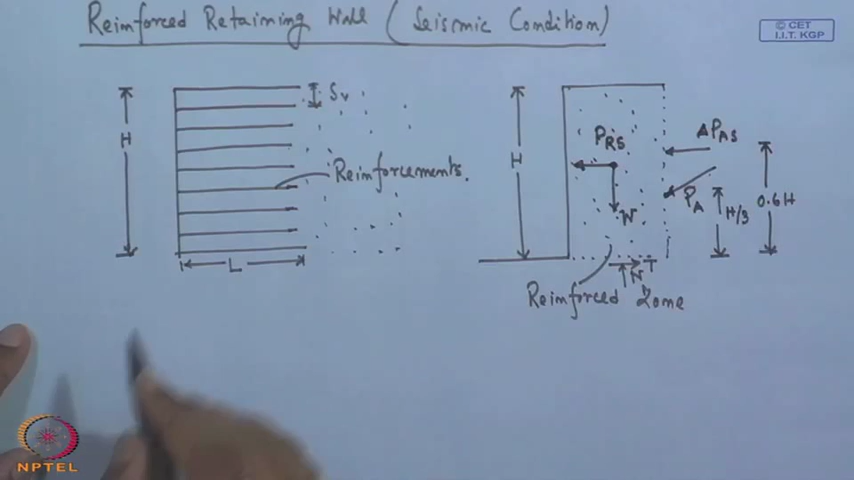 Reinforced Retaining Wall (Seismic Condition)
© CET
I.I.T. KGP
H
Sv
Reinforcements.
L
H
PRS
W
ΔPAS
PA
H/3
0.6H
T
N
Reinforced Zone
NPTEL